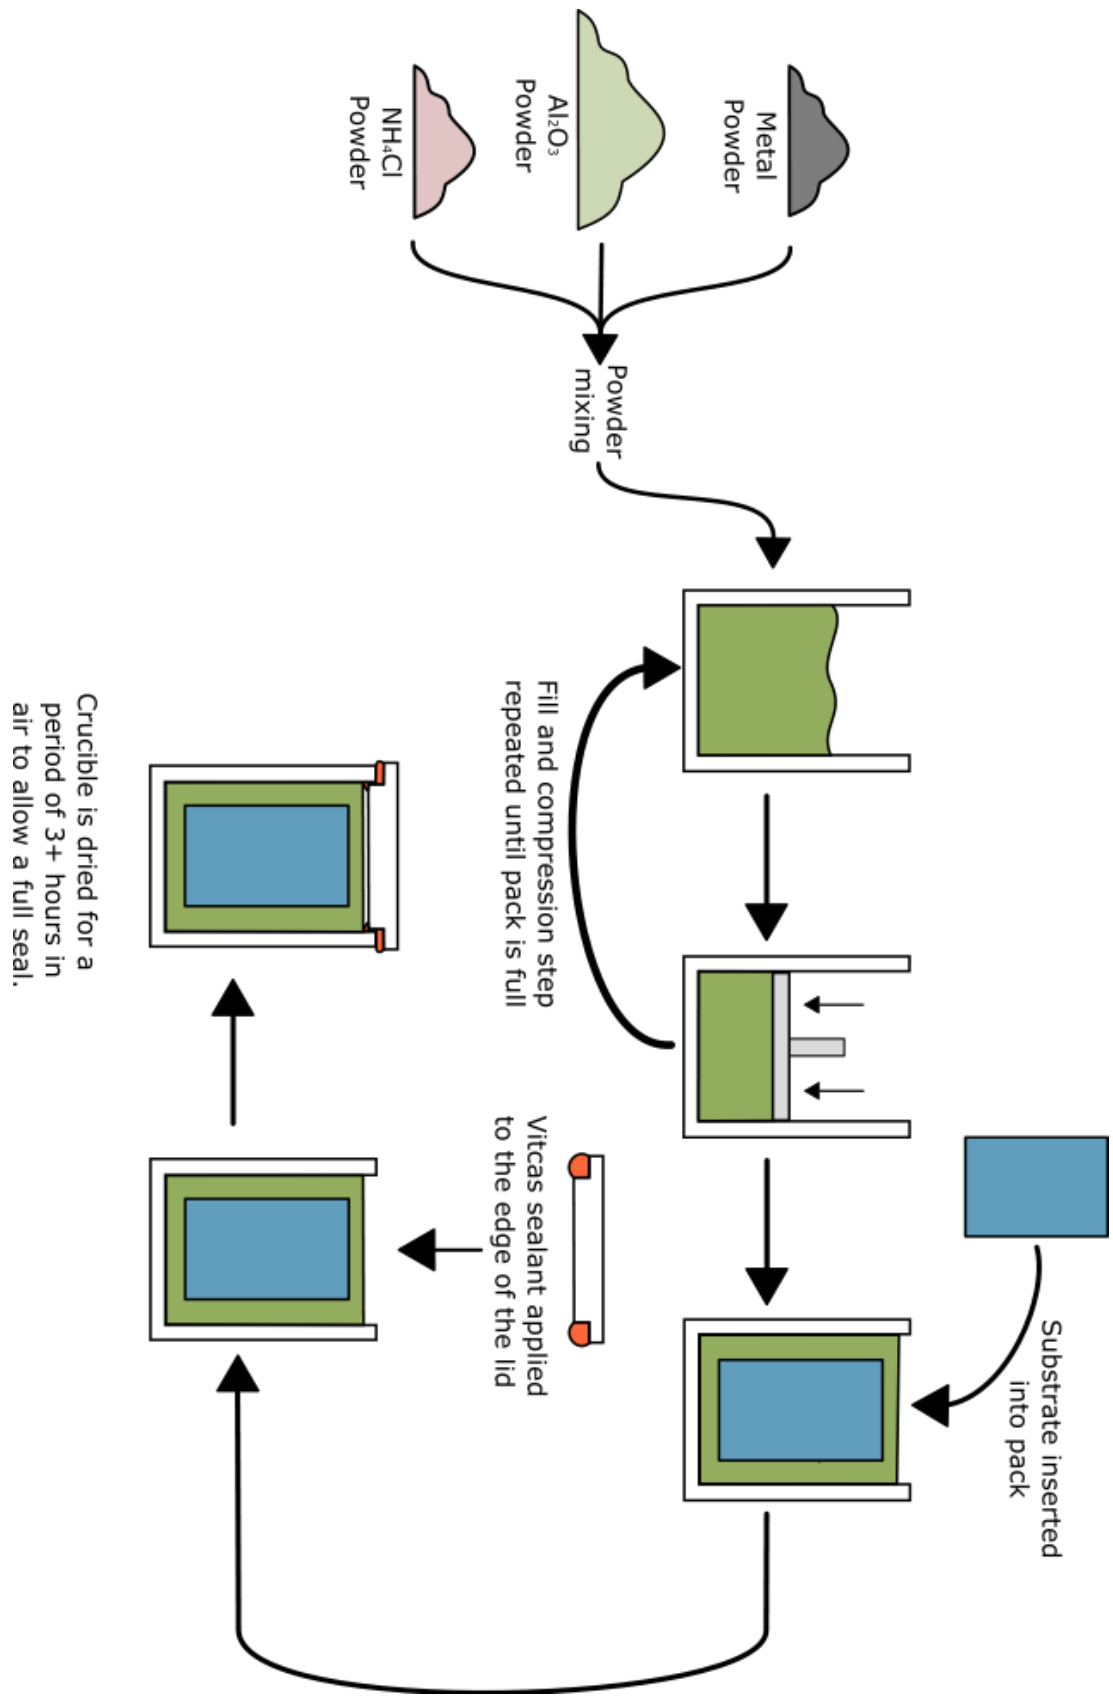 Metal
Powder
Al₂O₃
Powder
NH₄Cl
Powder
Powder
mixing
Fill and compression step
repeated until pack is full
Substrate inserted
into pack
Vitcas sealant applied
to the edge of the lid
Crucible is dried for a
period of 3+ hours in
air to allow a full seal.